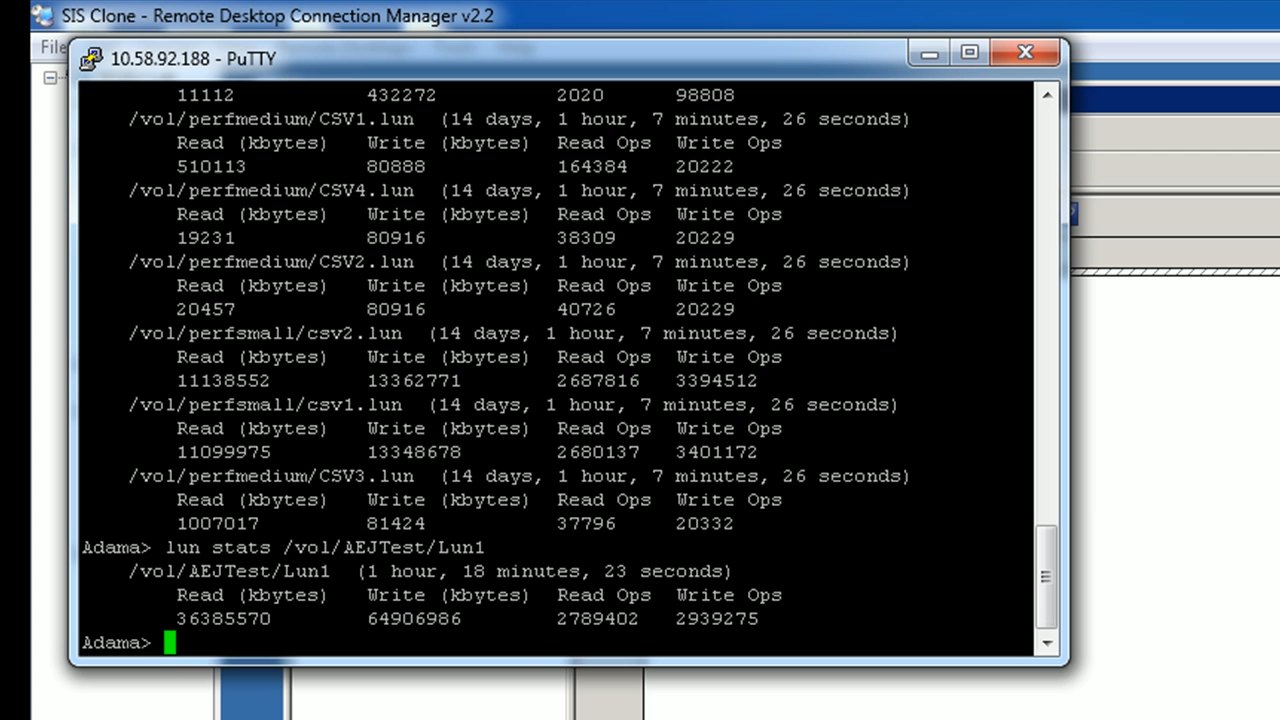 SIS Clone - Remote Desktop Connection Manager v2.2
File
10.58.92.188 - PuTTY
11112 432272 2020 98808
/vol/perfmedium/CSV1.lun (14 days, 1 hour, 7 minutes, 26 seconds)
Read (kbytes) Write (kbytes) Read Ops Write Ops
510113 80888 164384 20222
/vol/perfmedium/CSV4.lun (14 days, 1 hour, 7 minutes, 26 seconds)
Read (kbytes) Write (kbytes) Read Ops Write Ops
19231 80916 38309 20229
/vol/perfmedium/CSV2.lun (14 days, 1 hour, 7 minutes, 26 seconds)
Read (kbytes) Write (kbytes) Read Ops Write Ops
20457 80916 40726 20229
/vol/perfsmall/csv2.lun (14 days, 1 hour, 7 minutes, 26 seconds)
Read (kbytes) Write (kbytes) Read Ops Write Ops
11138552 13362771 2687816 3394512
/vol/perfsmall/csv1.lun (14 days, 1 hour, 7 minutes, 26 seconds)
Read (kbytes) Write (kbytes) Read Ops Write Ops
11099975 13348678 2680137 3401172
/vol/perfmedium/CSV3.lun (14 days, 1 hour, 7 minutes, 26 seconds)
Read (kbytes) Write (kbytes) Read Ops Write Ops
1007017 81424 37796 20332
Adama> lun stats /vol/AEJTest/Lun1
/vol/AEJTest/Lun1 (1 hour, 18 minutes, 23 seconds)
Read (kbytes) Write (kbytes) Read Ops Write Ops
36385570 64906986 2789402 2939275
Adama>